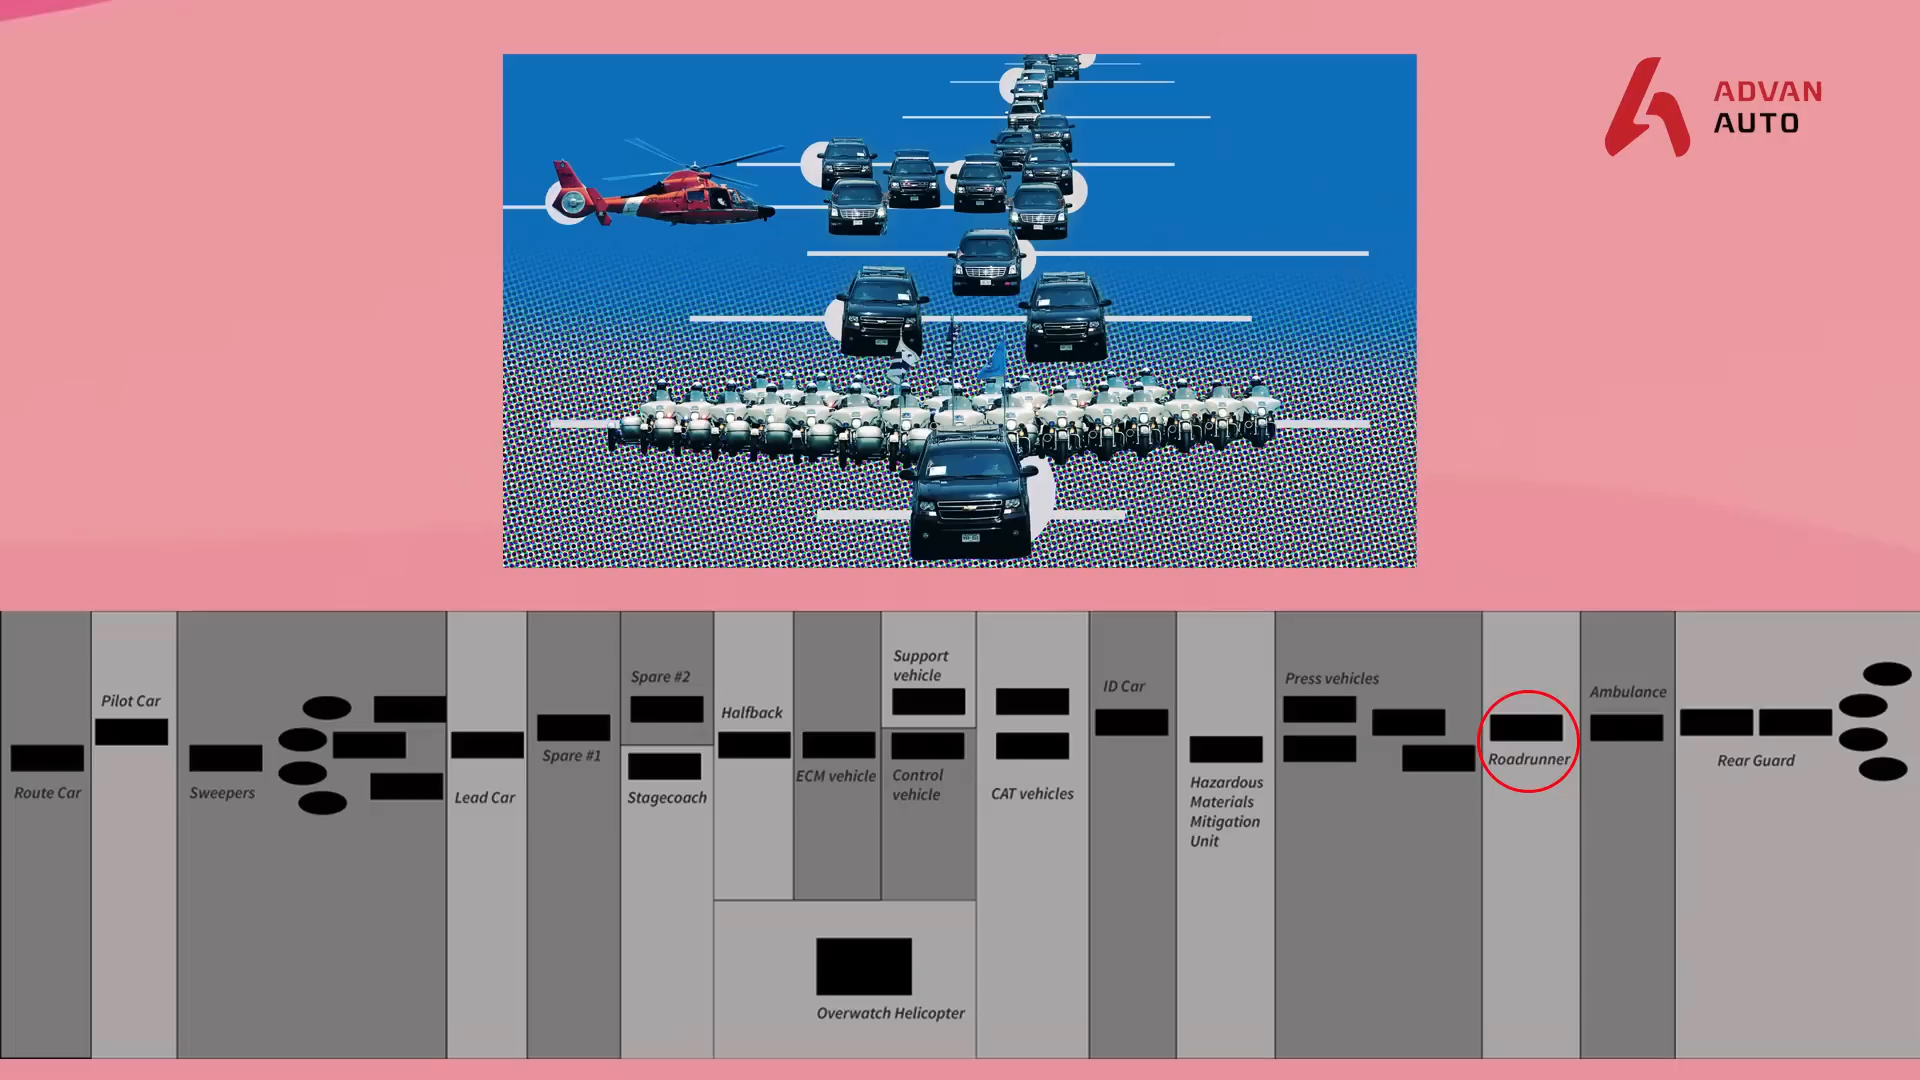 ADVAN
AUTO
Route Car
Pilot Car
Sweepers
Lead Car
Spare #1
Spare #2
Stagecoach
Halfback
ECM vehicle
Support
vehicle
Control
vehicle
Overwatch Helicopter
CAT vehicles
ID Car
Hazardous
Materials
Mitigation
Unit
Press vehicles
Roadrunner
Ambulance
Rear Guard